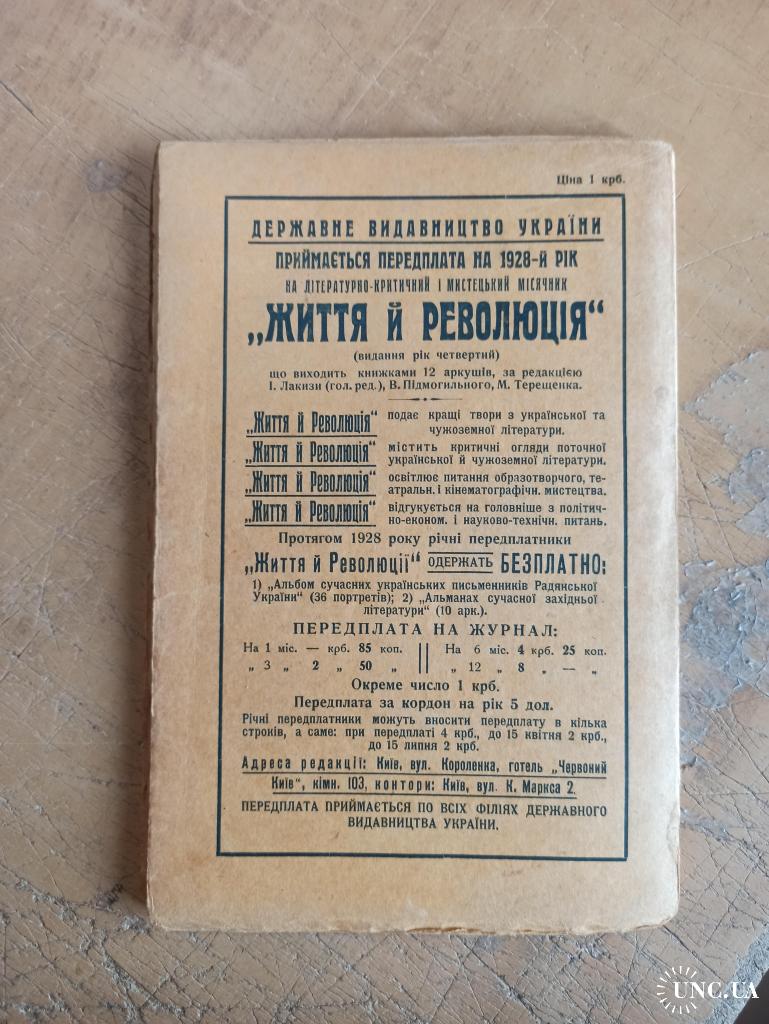 Ціна 1 крб.
ДЕРЖАВНЕ ВИДАВНИЦТВО УКРАЇНИ
ПРИЙМАЄТЬСЯ ПЕРЕДПЛАТА НА 1928-й РІК
НА ЛІТЕРАТУРНО-КРИТИЧНИЙ І МИСТЕЦЬКИЙ МІСЯЧНИК
„ЖИТТЯ Й РЕВОЛЮЦІЯ“
(видання рік четвертий)
що виходить книжками 12 аркушів, за редакцією
І. Лакизи (гол. ред.), В. Підмогильного, М. Терещенка.
„Життя й Революція“ подає кращі твори з української та
чужоземної літератури.
„Життя й Революція“ містить критичні огляди поточної
української й чужоземної літератури.
„Життя й Революція“ освітлює питання образотворчого, те-
атральн. і кінематографічн. мистецтва.
„Життя й Революція“ відгукується на головніше з політич-
но-економ. і науково-технічн. питань.
Протягом 1928 року річні передплатники
„Життя й Революції“ ОДЕРЖАТЬ БЕЗПЛАТНО:
1) „Альбом сучасних українських письменників Радянської
України“ (36 портретів); 2) „Альманах сучасної західньої
літератури“ (10 арк.).
ПЕРЕДПЛАТА НА ЖУРНАЛ:
На 1 міс. — крб. 85 коп. На 6 міс. 4 крб. 25 коп.
„ 3 „ 2 „ 50 „ „ 12 „ 8 „ — „
Окреме число 1 крб.
Передплата за кордон на рік 5 дол.
Річні передплатники можуть вносити передплату в кілька
строків, а саме: при передплаті 4 крб., до 15 квітня 2 крб.,
до 15 липня 2 крб.
Адреса редакції: Київ, вул. Короленка, готель „Червоний
Київ“, кімн. 103, контори: Київ, вул. К. Маркса 2.
ПЕРЕДПЛАТА ПРИЙМАЄТЬСЯ ПО ВСІХ ФІЛІЯХ ДЕРЖАВНОГО
ВИДАВНИЦТВА УКРАЇНИ.
UNC.UA